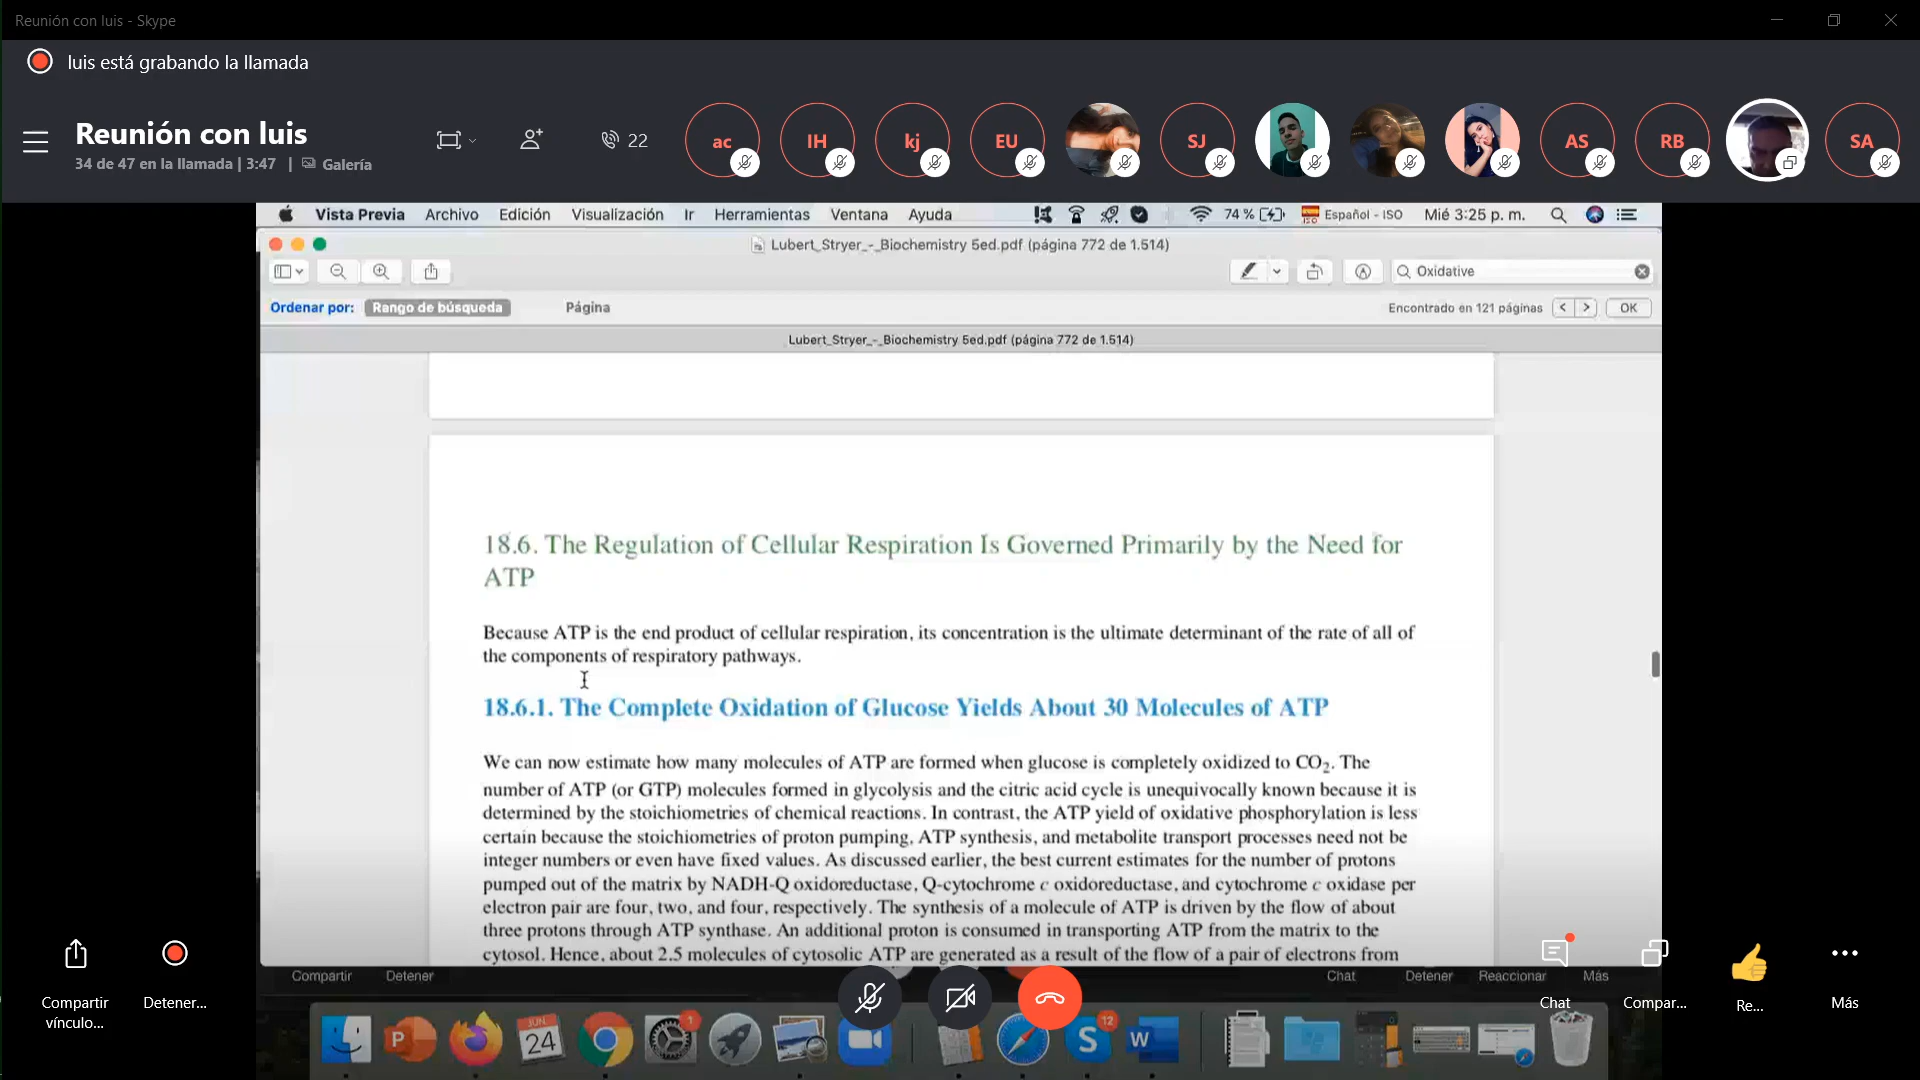 Reunión con luis - Skype
luis está grabando la llamada
Reunión con luis
34 de 47 en la llamada | 3:47 | Galería
22
ac
IH
kj
EU
SJ
AS
RB
SA
Vista Previa Archivo Edición Visualización Ir Herramientas Ventana Ayuda
74 % ISO Español - ISO Mié 3:25 p. m.
Lubert_Stryer_-_Biochemistry 5ed.pdf (página 772 de 1.514)
Oxidative
Ordenar por: Rango de búsqueda Página
Encontrado en 121 páginas < > OK
Lubert_Stryer_-_Biochemistry 5ed.pdf (página 772 de 1.514)
18.6. The Regulation of Cellular Respiration Is Governed Primarily by the Need for
ATP
Because ATP is the end product of cellular respiration, its concentration is the ultimate determinant of the rate of all of
the components of respiratory pathways.
18.6.1. The Complete Oxidation of Glucose Yields About 30 Molecules of ATP
We can now estimate how many molecules of ATP are formed when glucose is completely oxidized to CO2. The
number of ATP (or GTP) molecules formed in glycolysis and the citric acid cycle is unequivocally known because it is
determined by the stoichiometries of chemical reactions. In contrast, the ATP yield of oxidative phosphorylation is less
certain because the stoichiometries of proton pumping, ATP synthesis, and metabolite transport processes need not be
integer numbers or even have fixed values. As discussed earlier, the best current estimates for the number of protons
pumped out of the matrix by NADH-Q oxidoreductase, Q-cytochrome c oxidoreductase, and cytochrome c oxidase per
electron pair are four, two, and four, respectively. The synthesis of a molecule of ATP is driven by the flow of about
three protons through ATP synthase. An additional proton is consumed in transporting ATP from the matrix to the
cytosol. Hence, about 2.5 molecules of cytosolic ATP are generated as a result of the flow of a pair of electrons from
Compartir Detener Chat Detener Reaccionar Más
Compartir
vínculo...
Detener...
Chat
Compar...
Re...
Más
P
JUN
24
1
12
S
W